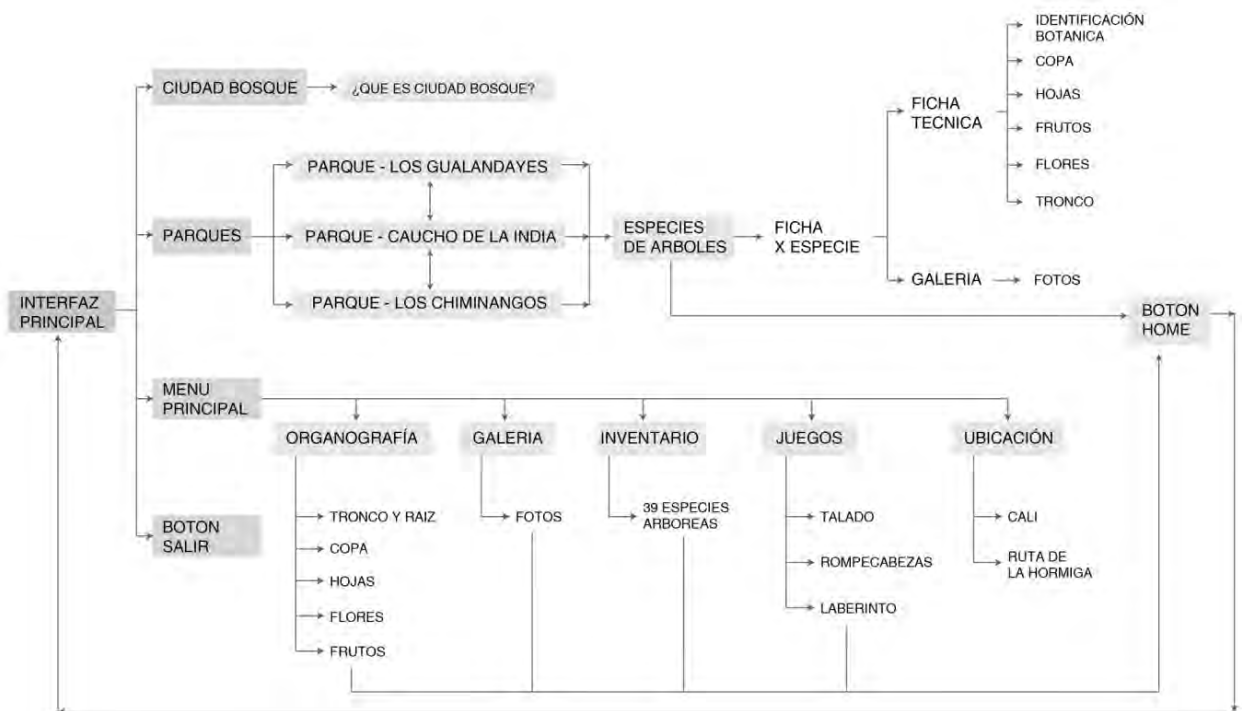 INTERFAZ
PRINCIPAL
CIUDAD BOSQUE
¿QUE ES CIUDAD BOSQUE?
PARQUES
PARQUE - LOS GUALANDAYES
PARQUE - CAUCHO DE LA INDIA
PARQUE - LOS CHIMINANGOS
ESPECIES
DE ARBOLES
FICHA
X ESPECIE
FICHA
TECNICA
IDENTIFICACIÓN
BOTANICA
COPA
HOJAS
FRUTOS
FLORES
TRONCO
GALERIA
FOTOS
BOTON
HOME
MENU
PRINCIPAL
ORGANOGRAFÍA
TRONCO Y RAIZ
COPA
HOJAS
FLORES
FRUTOS
GALERIA
FOTOS
INVENTARIO
39 ESPECIES
ARBOREAS
JUEGOS
TALADO
ROMPECABEZAS
LABERINTO
UBICACIÓN
CALI
RUTA DE
LA HORMIGA
BOTON
SALIR